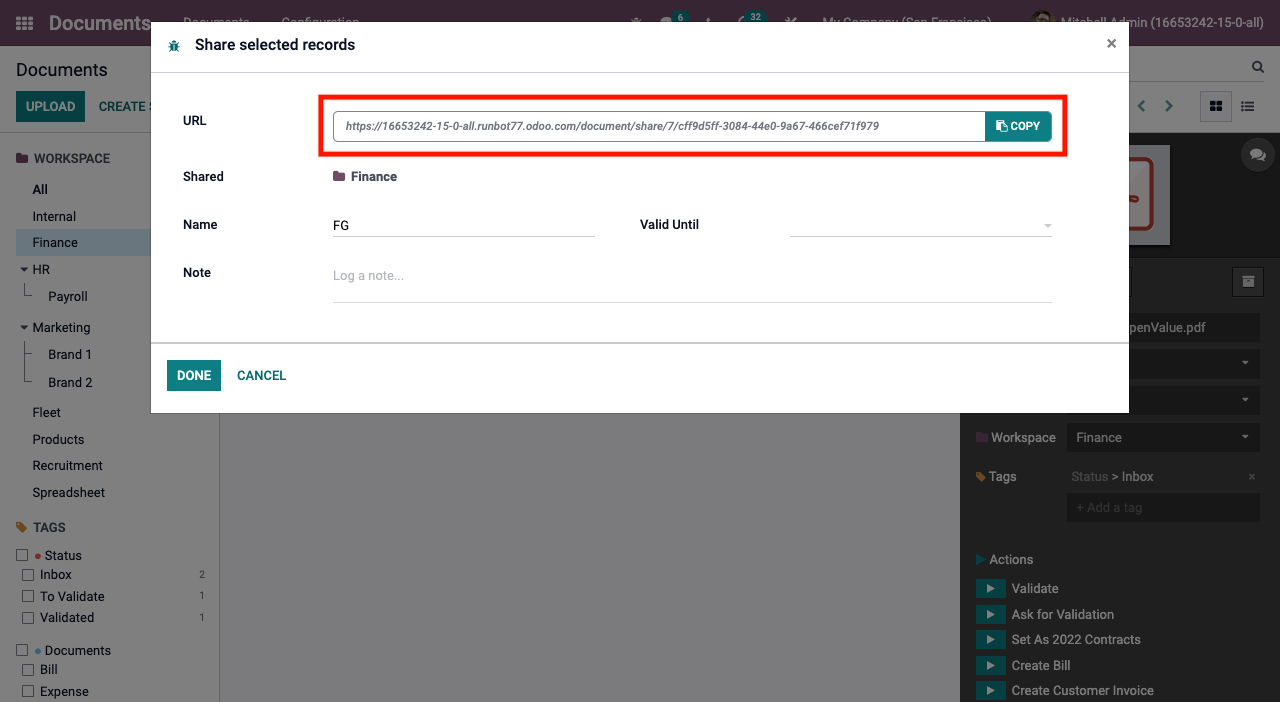 Documents
Documents Configuration 6 32 My Company (San Francisco) Mitchell Admin (16653242-15-0-all)
Share selected records ×
Documents
UPLOAD CREATE
URL https://16653242-15-0-all.runbot77.odoo.com/document/share/7/cff9d5ff-3084-44e0-9a67-466cef71f979 COPY
Shared Finance
Name FG Valid Until
Note Log a note...
DONE CANCEL
WORKSPACE
All
Internal
Finance
HR
Payroll
Marketing
Brand 1
Brand 2
Fleet
Products
Recruitment
Spreadsheet
TAGS
Status
Inbox 2
To Validate 1
Validated 1
Documents
Bill
Expense
penValue.pdf
Workspace Finance
Tags Status > Inbox ×
+ Add a tag
Actions
Validate
Ask for Validation
Set As 2022 Contracts
Create Bill
Create Customer Invoice